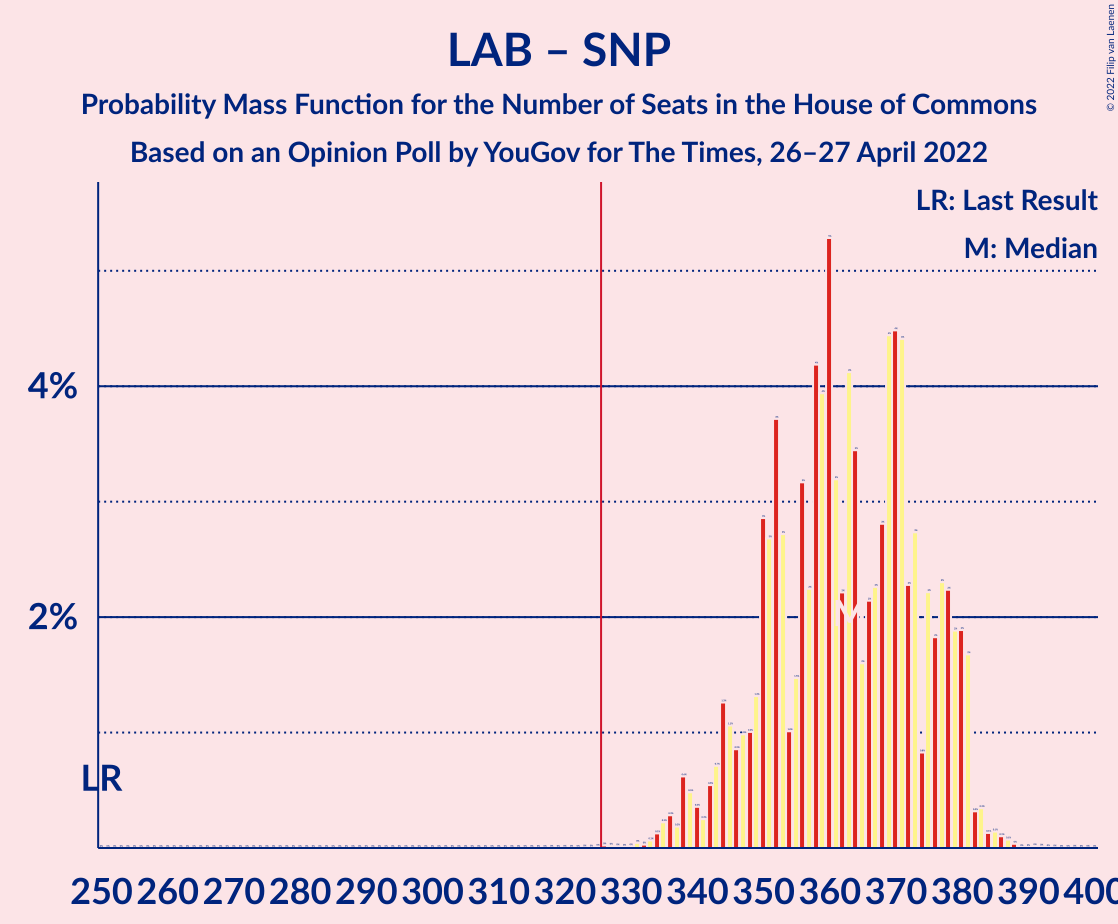 LAB – SNP
Probability Mass Function for the Number of Seats in the House of Commons
Based on an Opinion Poll by YouGov for The Times, 26–27 April 2022
© 2022 Filip van Laenen
LR: Last Result
M: Median
4%
2%
M
LR
250 260 270 280 290 300 310 320 330 340 350 360 370 380 390 400